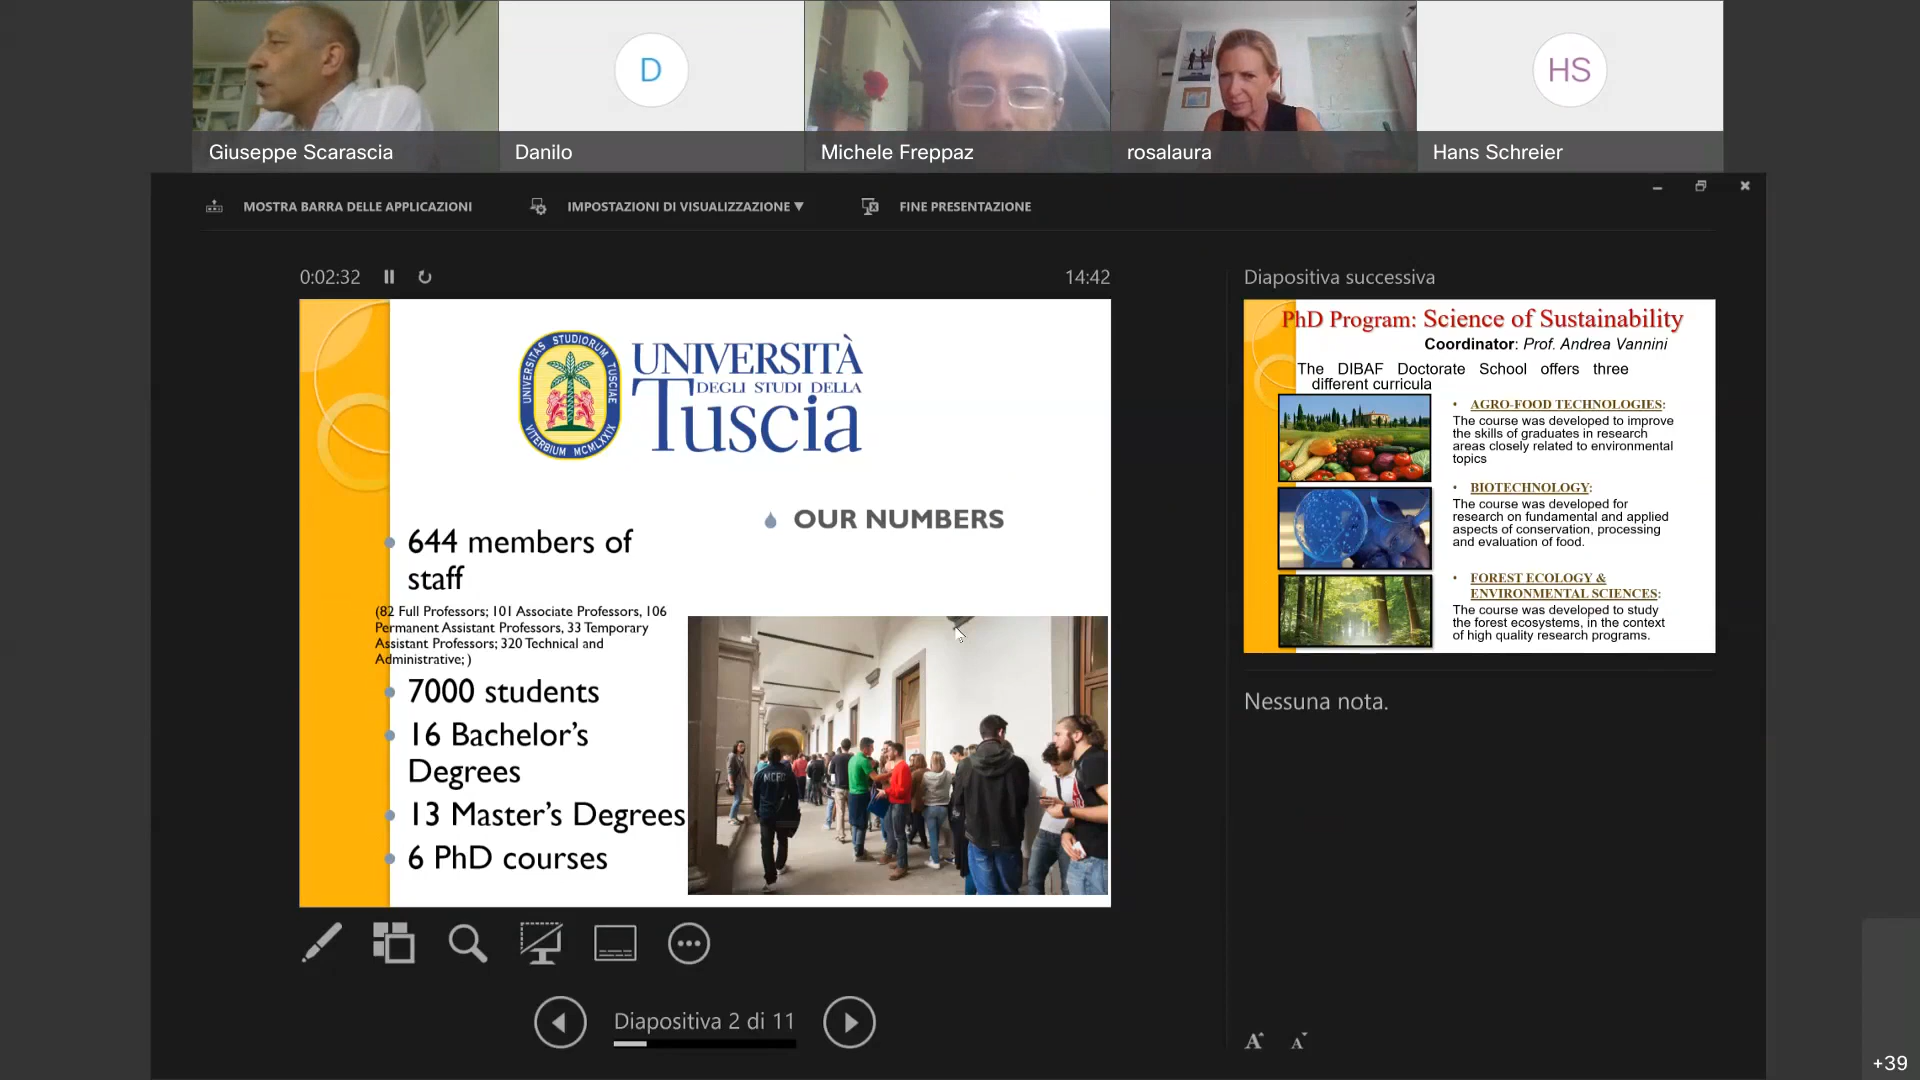 D
HS
Giuseppe Scarascia
Danilo
Michele Freppaz
rosalaura
Hans Schreier
MOSTRA BARRA DELLE APPLICAZIONI
IMPOSTAZIONI DI VISUALIZZAZIONE ▼
FINE PRESENTAZIONE
0:02:32
14:42
UNIVERSITAS STUDIORUM TUSCIAE
VITERBIUM MCMLXXIX
UNIVERSITÀ
DEGLI STUDI DELLA
Tuscia
OUR NUMBERS
• 644 members of
staff
(82 Full Professors; 101 Associate Professors, 106
Permanent Assistant Professors, 33 Temporary
Assistant Professors; 320 Technical and
Administrative; )
• 7000 students
• 16 Bachelor’s
Degrees
• 13 Master’s Degrees
• 6 PhD courses
Diapositiva 2 di 11
Diapositiva successiva
PhD Program: Science of Sustainability
Coordinator: Prof. Andrea Vannini
The DIBAF Doctorate School offers three
different curricula
• AGRO-FOOD TECHNOLOGIES:
The course was developed to improve
the skills of graduates in research
areas closely related to environmental
topics
• BIOTECHNOLOGY:
The course was developed for
research on fundamental and applied
aspects of conservation, processing
and evaluation of food.
• FOREST ECOLOGY &
ENVIRONMENTAL SCIENCES:
The course was developed to study
the forest ecosystems, in the context
of high quality research programs.
Nessuna nota.
A A
+39